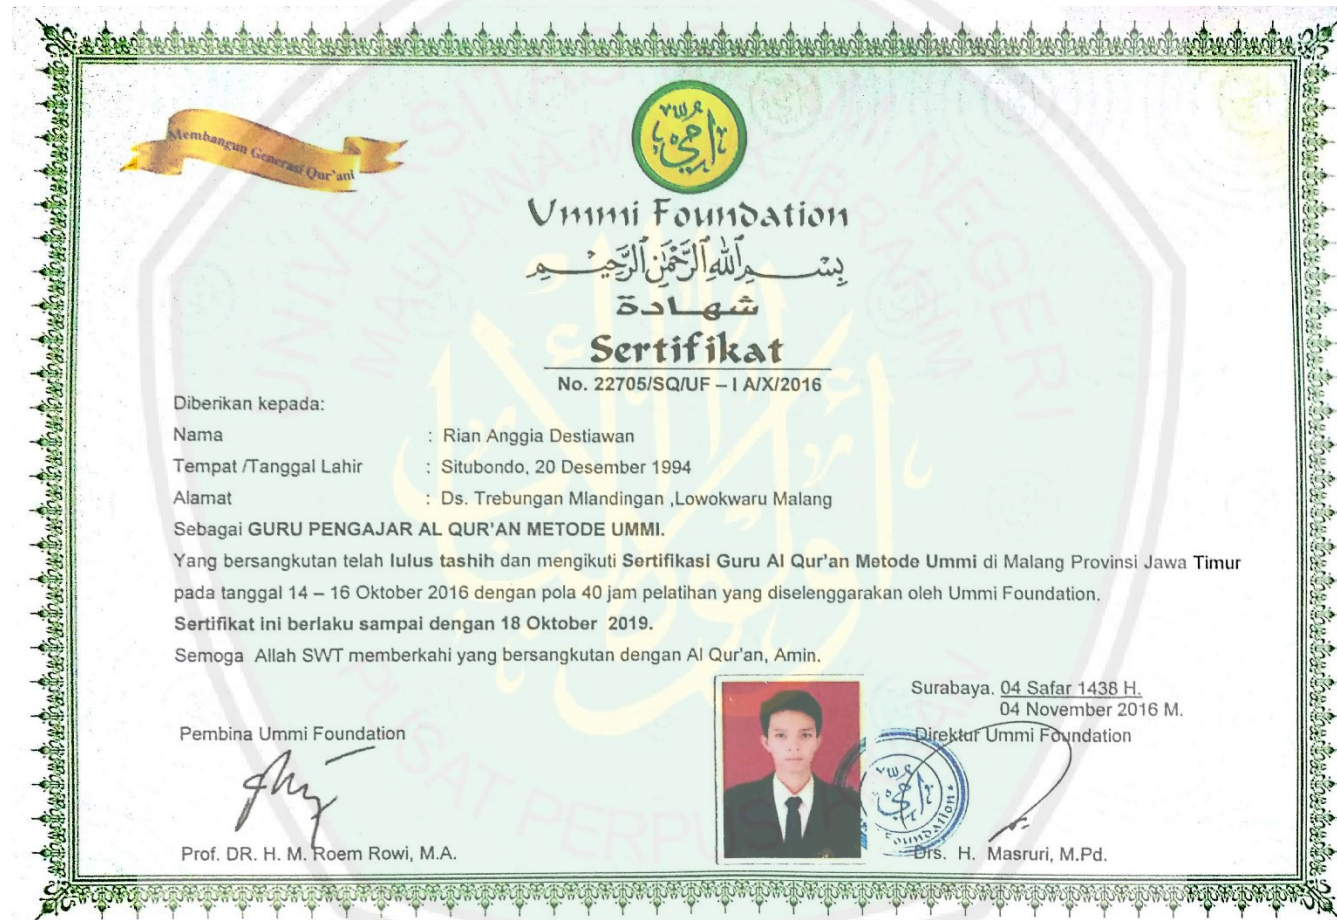 Membangun Generasi Qur'ani
Ummi Foundation
بِسْمِ اللَّهِ الرَّحْمَٰنِ الرَّحِيمِ
شهادة
Sertifikat
No. 22705/SQ/UF – I A/X/2016
Diberikan kepada:
Nama : Rian Anggia Destiawan
Tempat /Tanggal Lahir : Situbondo, 20 Desember 1994
Alamat : Ds. Trebungan Mlandingan ,Lowokwaru Malang
Sebagai GURU PENGAJAR AL QUR'AN METODE UMMI.
Yang bersangkutan telah lulus tashih dan mengikuti Sertifikasi Guru Al Qur'an Metode Ummi di Malang Provinsi Jawa Timur
pada tanggal 14 – 16 Oktober 2016 dengan pola 40 jam pelatihan yang diselenggarakan oleh Ummi Foundation.
Sertifikat ini berlaku sampai dengan 18 Oktober 2019.
Semoga Allah SWT memberkahi yang bersangkutan dengan Al Qur'an, Amin.
Surabaya. 04 Safar 1438 H.
04 November 2016 M.
Pembina Ummi Foundation
Direktur Ummi Foundation
Prof. DR. H. M. Roem Rowi, M.A.
Drs. H. Masruri, M.Pd.